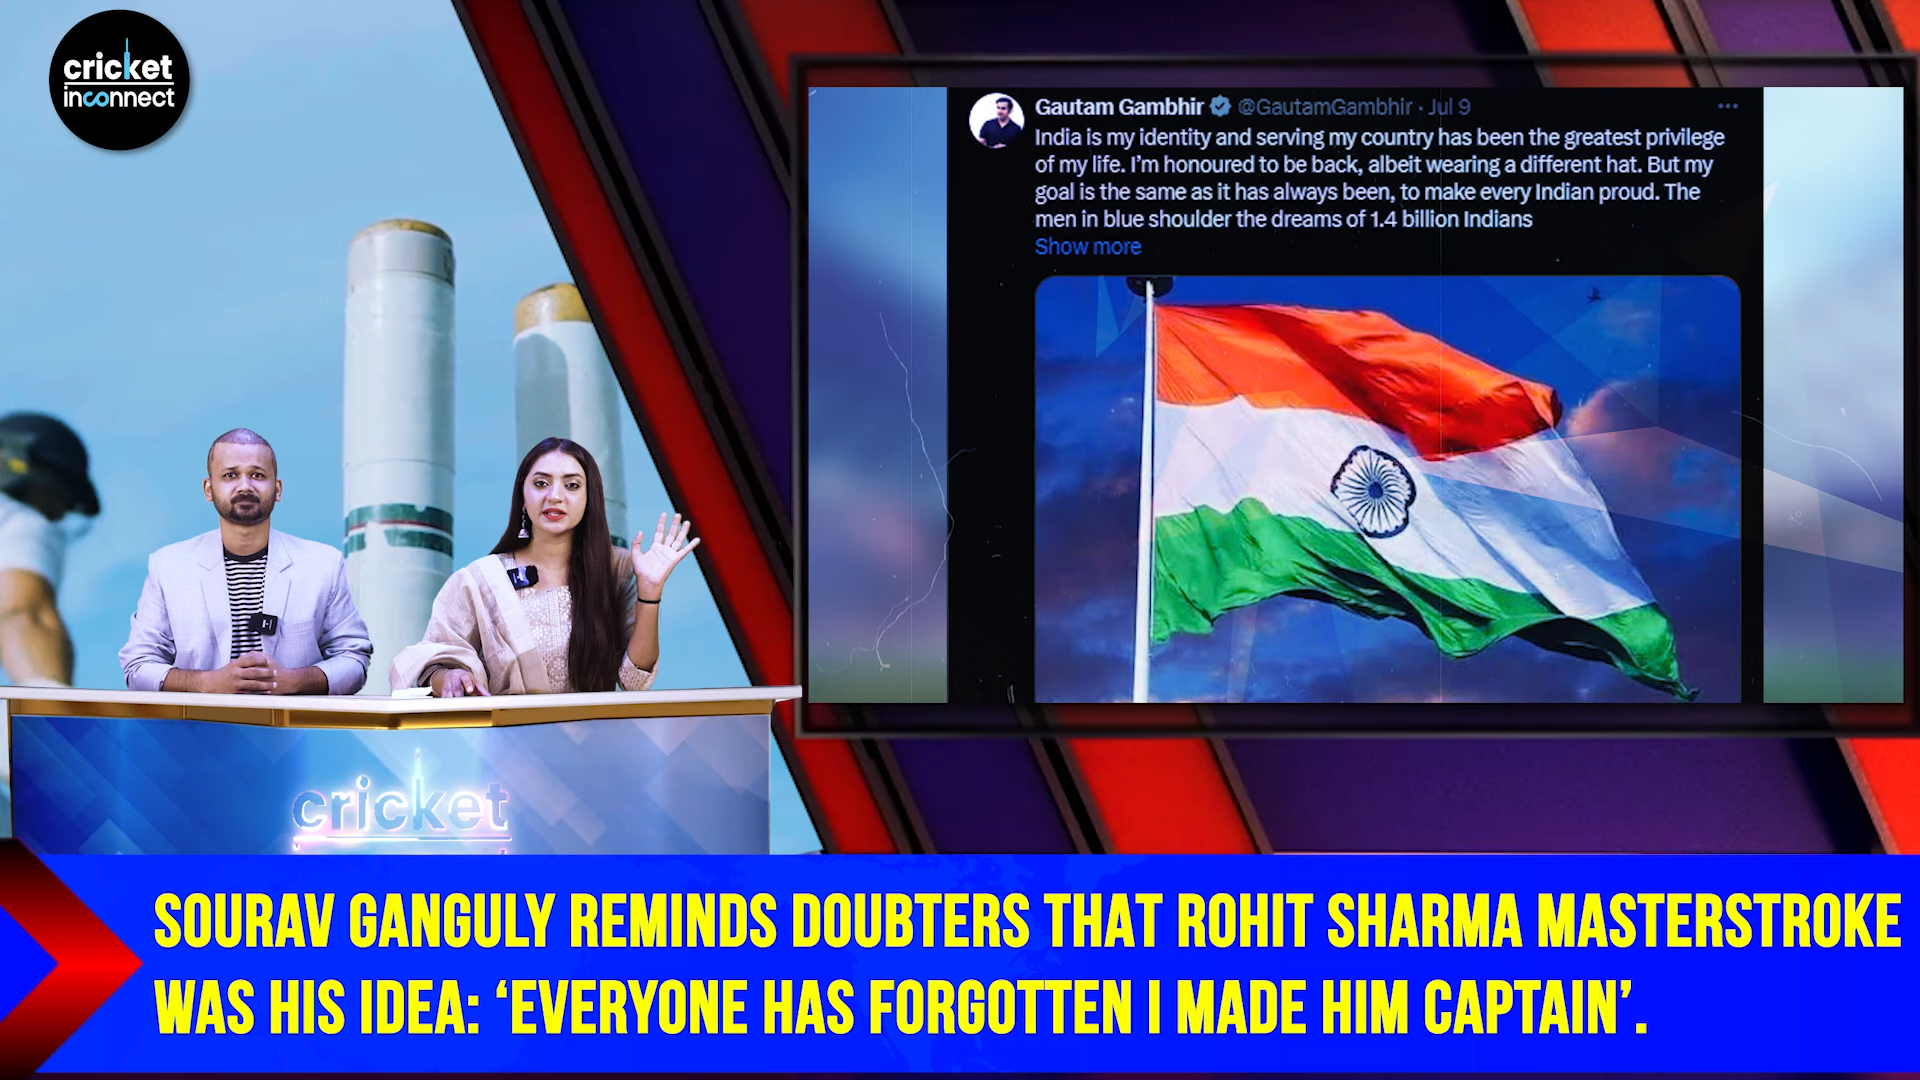 cricket
inconnect
Gautam Gambhir @GautamGambhir · Jul 9
India is my identity and serving my country has been the greatest privilege
of my life. I'm honoured to be back, albeit wearing a different hat. But my
goal is the same as it has always been, to make every Indian proud. The
men in blue shoulder the dreams of 1.4 billion Indians
Show more
cricket
SOURAV GANGULY REMINDS DOUBTERS THAT ROHIT SHARMA MASTERSTROKE
WAS HIS IDEA: ‘EVERYONE HAS FORGOTTEN I MADE HIM CAPTAIN’.